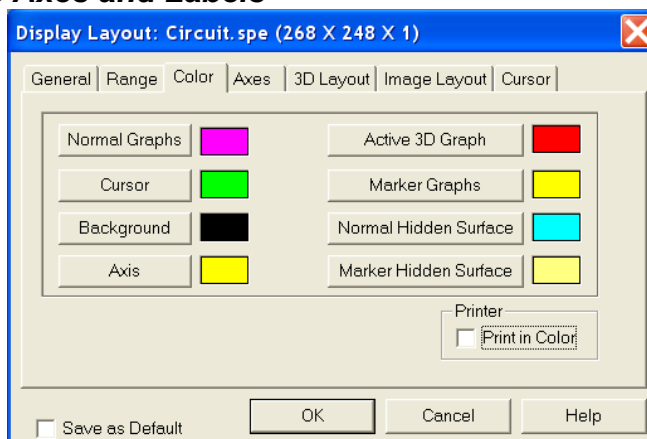 Axes and Labels
Display Layout: Circuit.spe (268 X 248 X 1)
General Range Color Axes 3D Layout Image Layout Cursor
Normal Graphs Active 3D Graph
Cursor Marker Graphs
Background Normal Hidden Surface
Axis Marker Hidden Surface
Printer
Print in Color
Save as Default OK Cancel Help